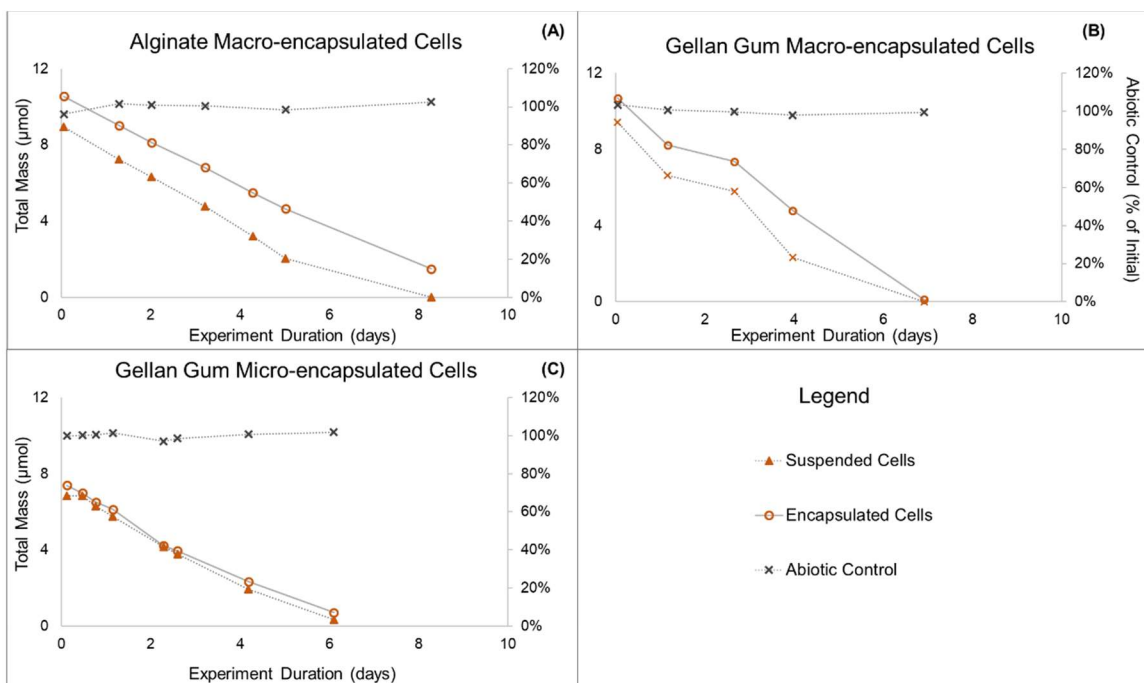 Alginate Macro-encapsulated Cells
(A)
12
8
4
0
Total Mass (µmol)
120%
100%
80%
60%
40%
20%
0%
0 2 4 6 8 10
Experiment Duration (days)
Gellan Gum Macro-encapsulated Cells
(B)
12
8
4
0
120%
100%
80%
60%
40%
20%
0%
Abiotic Control (% of Initial)
0 2 4 6 8 10
Experiment Duration (days)
Gellan Gum Micro-encapsulated Cells
(C)
12
8
4
0
Total Mass (µmol)
120%
100%
80%
60%
40%
20%
0%
0 2 4 6 8 10
Experiment Duration (days)
Legend
Suspended Cells
Encapsulated Cells
Abiotic Control